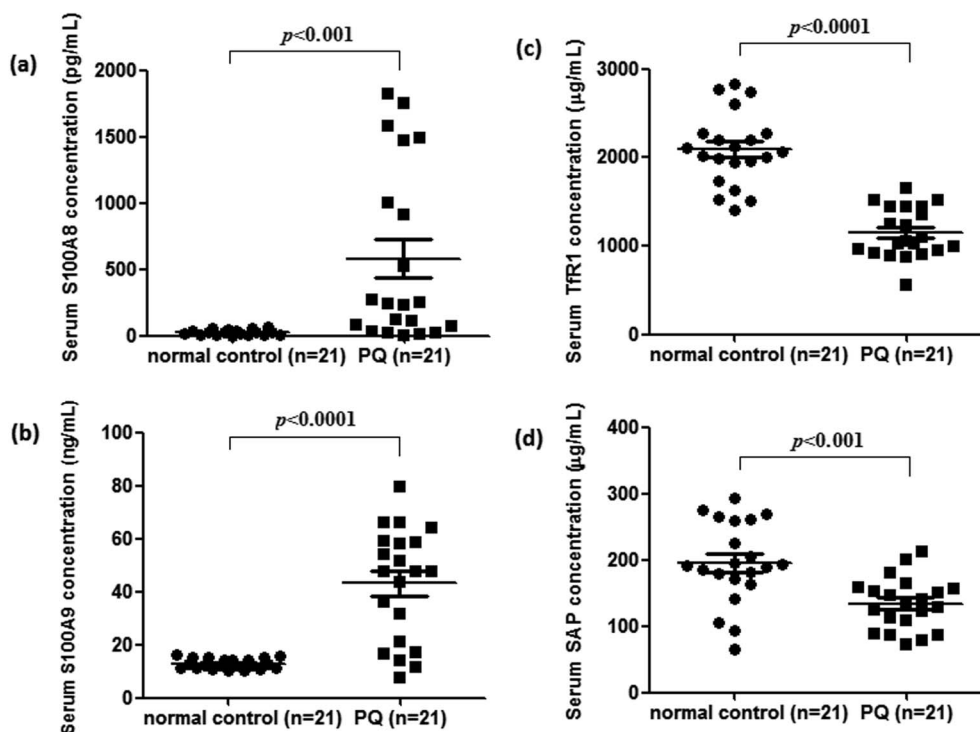 (a)
p<0.001
Serum S100A8 concentration (pg/mL)
2000
1500
1000
500
0
normal control (n=21) PQ (n=21)
(b)
p<0.0001
Serum S100A9 concentration (ng/mL)
100
80
60
40
20
0
normal control (n=21) PQ (n=21)
(c)
p<0.0001
Serum TfR1 concentration (μg/mL)
3000
2000
1000
0
normal control (n=21) PQ (n=21)
(d)
p<0.001
Serum SAP concentration (μg/mL)
400
300
200
100
0
normal control (n=21) PQ (n=21)